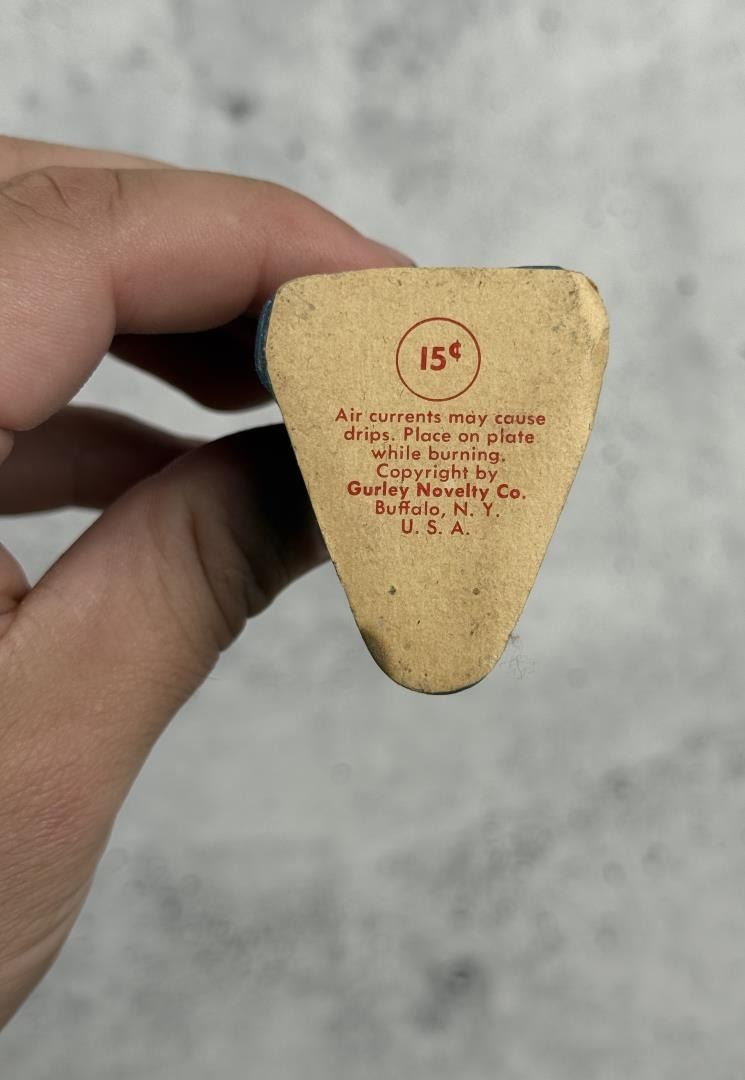 15¢
Air currents may cause
drips. Place on plate
while burning.
Copyright by
Gurley Novelty Co.
Buffalo, N. Y.
U. S. A.